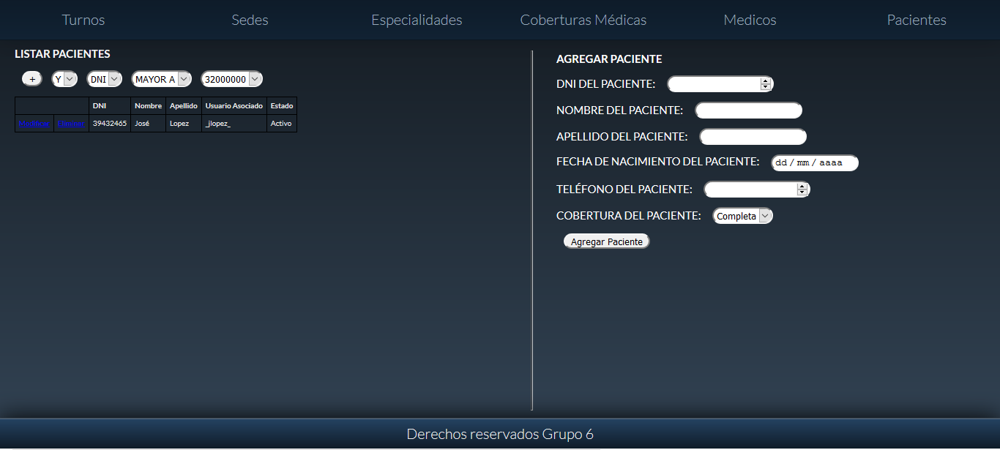 Turnos Sedes Especialidades Coberturas Médicas Medicos Pacientes
LISTAR PACIENTES
+ Y DNI MAYOR A 32000000
DNI Nombre Apellido Usuario Asociado Estado
39432465 José Lopez _jlopez_ Activo
AGREGAR PACIENTE
DNI DEL PACIENTE:
NOMBRE DEL PACIENTE:
APELLIDO DEL PACIENTE:
FECHA DE NACIMIENTO DEL PACIENTE: dd / mm / aaaa
TELÉFONO DEL PACIENTE:
COBERTURA DEL PACIENTE: Completa
Agregar Paciente
Derechos reservados Grupo 6